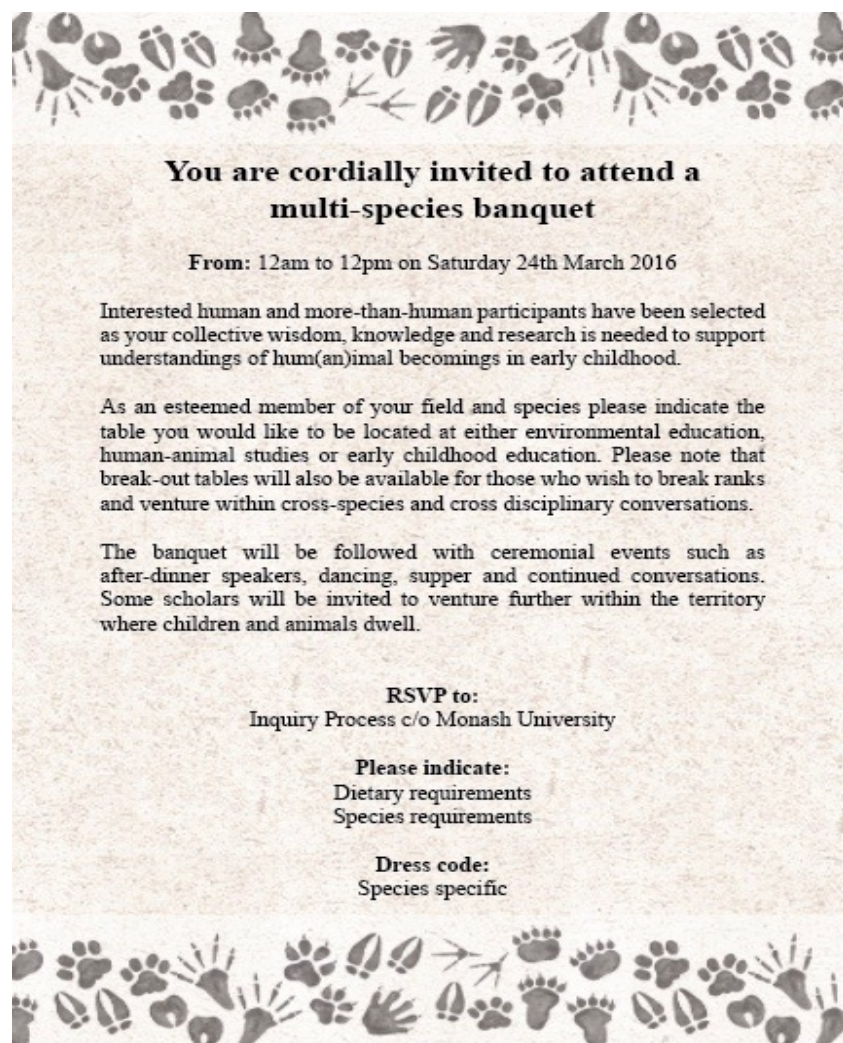 You are cordially invited to attend a
multi-species banquet
From: 12am to 12pm on Saturday 24th March 2016
Interested human and more-than-human participants have been selected
as your collective wisdom, knowledge and research is needed to support
understandings of hum(an)imal becomings in early childhood.
As an esteemed member of your field and species please indicate the
table you would like to be located at either environmental education,
human-animal studies or early childhood education. Please note that
break-out tables will also be available for those who wish to break ranks
and venture within cross-species and cross disciplinary conversations.
The banquet will be followed with ceremonial events such as
after-dinner speakers, dancing, supper and continued conversations.
Some scholars will be invited to venture further within the territory
where children and animals dwell.
RSVP to:
Inquiry Process c/o Monash University
Please indicate:
Dietary requirements
Species requirements
Dress code:
Species specific